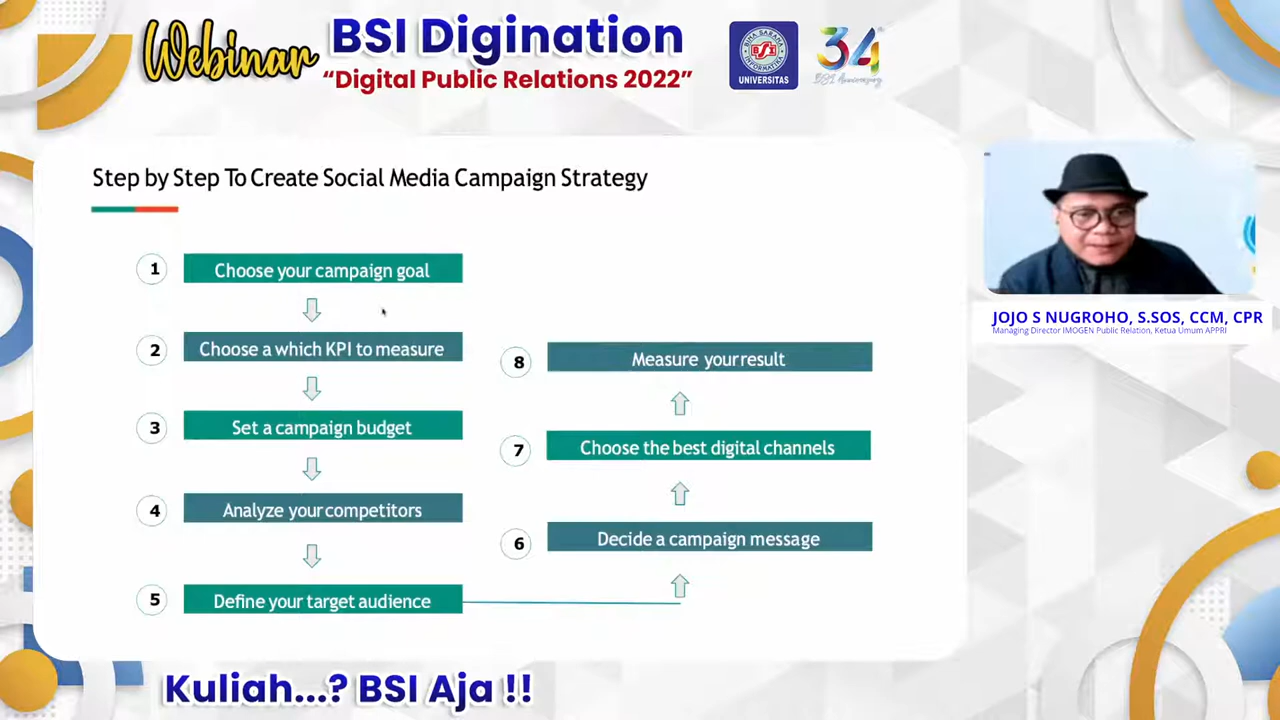 Webinar
BSI Digination
“Digital Public Relations 2022”
BSI
UNIVERSITAS
34
BSI Anniversary
Step by Step To Create Social Media Campaign Strategy
1
Choose your campaign goal
2
Choose a which KPI to measure
3
Set a campaign budget
4
Analyze your competitors
5
Define your target audience
6
Decide a campaign message
7
Choose the best digital channels
8
Measure your result
JOJO S NUGROHO, S.SOS, CCM, CPR
Managing Director IMOGEN Public Relation, Ketua Umum APPRI
Kuliah...? BSI Aja !!